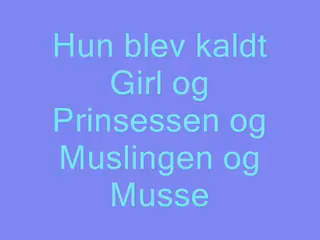 Hun blev kaldt
Girl og
Prinsessen og
Muslingen og
Musse